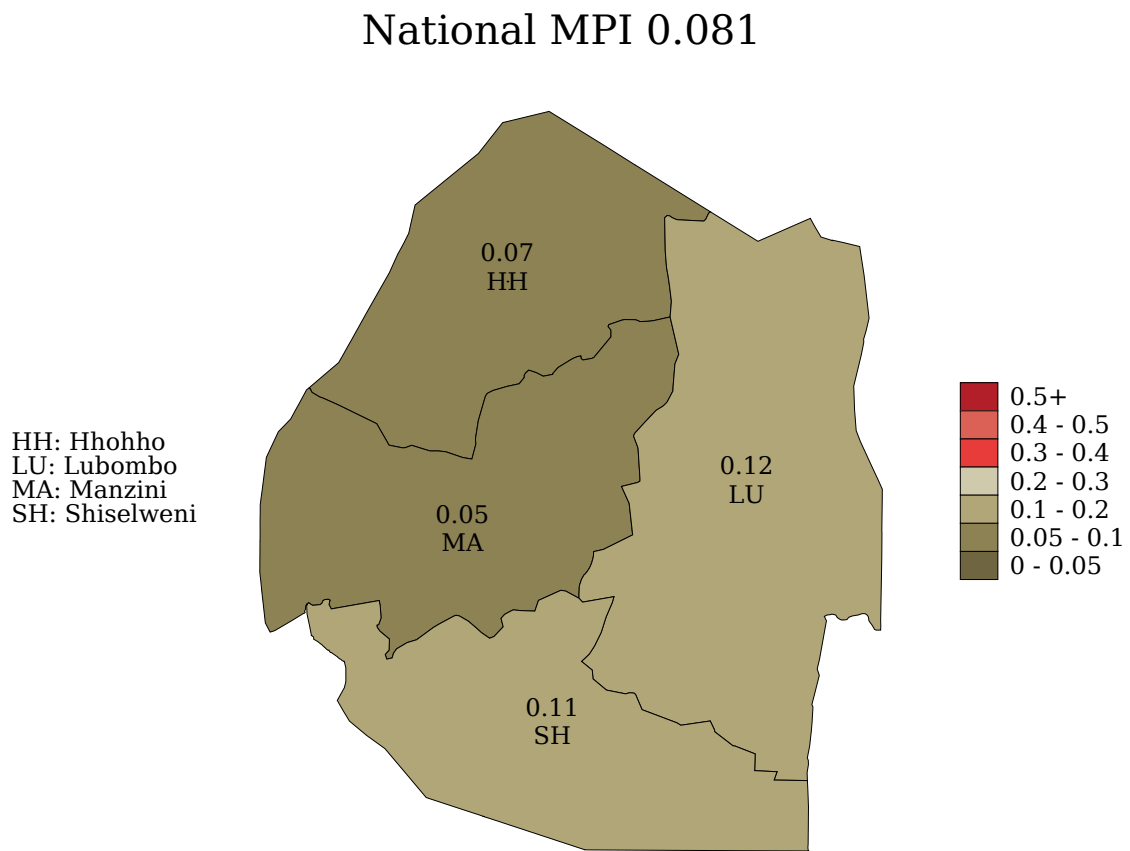 National MPI 0.081
0.07
HH
HH: Hhohho
LU: Lubombo
MA: Manzini
SH: Shiselweni
0.05
MA
0.12
LU
0.11
SH
0.5+
0.4 - 0.5
0.3 - 0.4
0.2 - 0.3
0.1 - 0.2
0.05 - 0.1
0 - 0.05